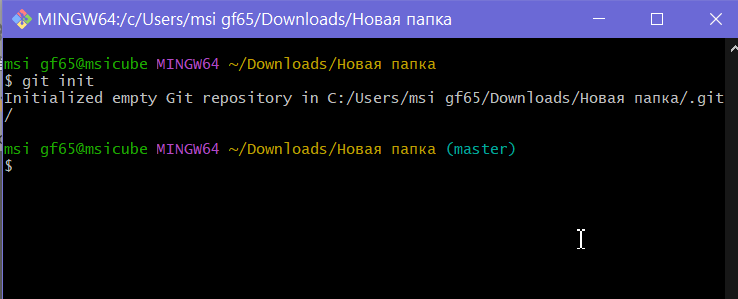 MINGW64:/c/Users/msi gf65/Downloads/Новая папка
msi gf65@msicube MINGW64 ~/Downloads/Новая папка
$ git init
Initialized empty Git repository in C:/Users/msi gf65/Downloads/Новая папка/.git
/
msi gf65@msicube MINGW64 ~/Downloads/Новая папка (master)
$